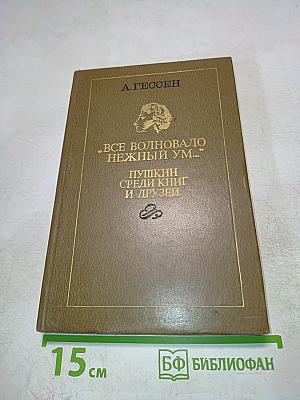 А.ГЕССЕН
„ВСЕ ВОЛНОВАЛО
НЕЖНЫЙ УМ...“
ПУШКИН
СРЕДИ КНИГ
И ДРУЗЕЙ
15 см
БФ БИБЛИОФАН